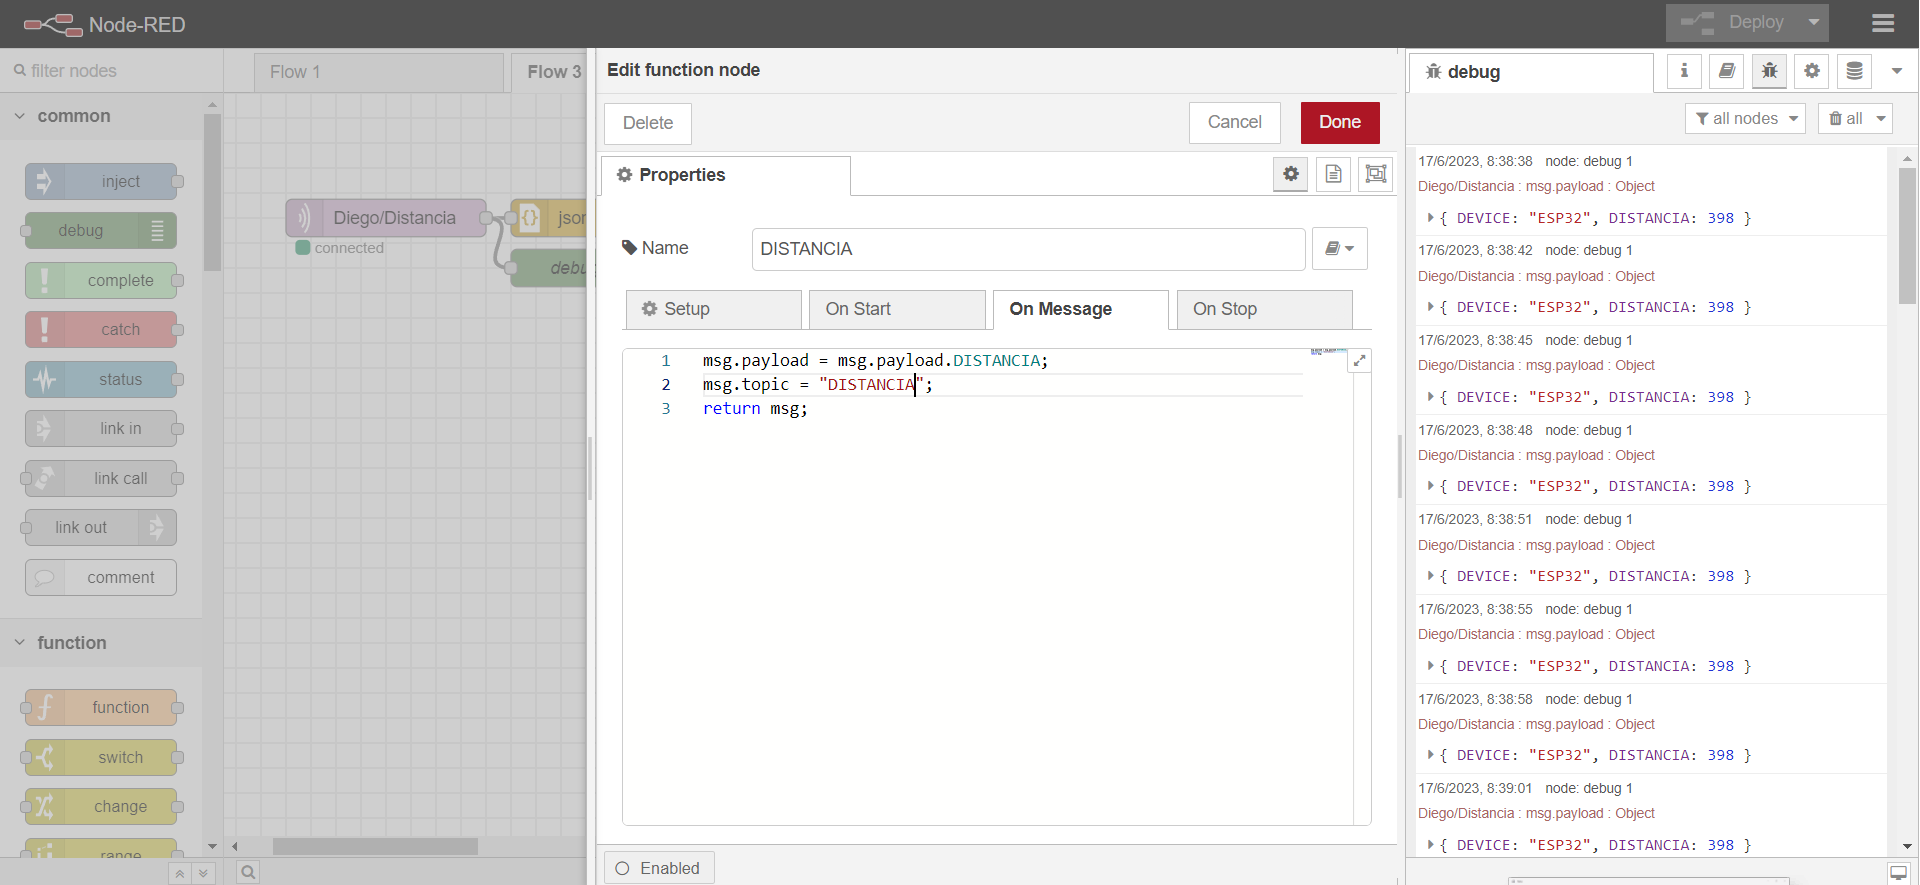 Node-RED
Deploy
filter nodes
Flow 1
Flow 3
common
inject
debug
complete
catch
status
link in
link call
link out
comment
function
function
switch
change
range
Diego/Distancia
connected
json
debu
Edit function node
Delete
Cancel
Done
Properties
Name
DISTANCIA
Setup
On Start
On Message
On Stop
1 msg.payload = msg.payload.DISTANCIA;
2 msg.topic = "DISTANCIA";
3 return msg;
Enabled
debug
all nodes
all
17/6/2023, 8:38:38 node: debug 1
Diego/Distancia : msg.payload : Object
{ DEVICE: "ESP32", DISTANCIA: 398 }
17/6/2023, 8:38:42 node: debug 1
Diego/Distancia : msg.payload : Object
{ DEVICE: "ESP32", DISTANCIA: 398 }
17/6/2023, 8:38:45 node: debug 1
Diego/Distancia : msg.payload : Object
{ DEVICE: "ESP32", DISTANCIA: 398 }
17/6/2023, 8:38:48 node: debug 1
Diego/Distancia : msg.payload : Object
{ DEVICE: "ESP32", DISTANCIA: 398 }
17/6/2023, 8:38:51 node: debug 1
Diego/Distancia : msg.payload : Object
{ DEVICE: "ESP32", DISTANCIA: 398 }
17/6/2023, 8:38:55 node: debug 1
Diego/Distancia : msg.payload : Object
{ DEVICE: "ESP32", DISTANCIA: 398 }
17/6/2023, 8:38:58 node: debug 1
Diego/Distancia : msg.payload : Object
{ DEVICE: "ESP32", DISTANCIA: 398 }
17/6/2023, 8:39:01 node: debug 1
Diego/Distancia : msg.payload : Object
{ DEVICE: "ESP32", DISTANCIA: 398 }